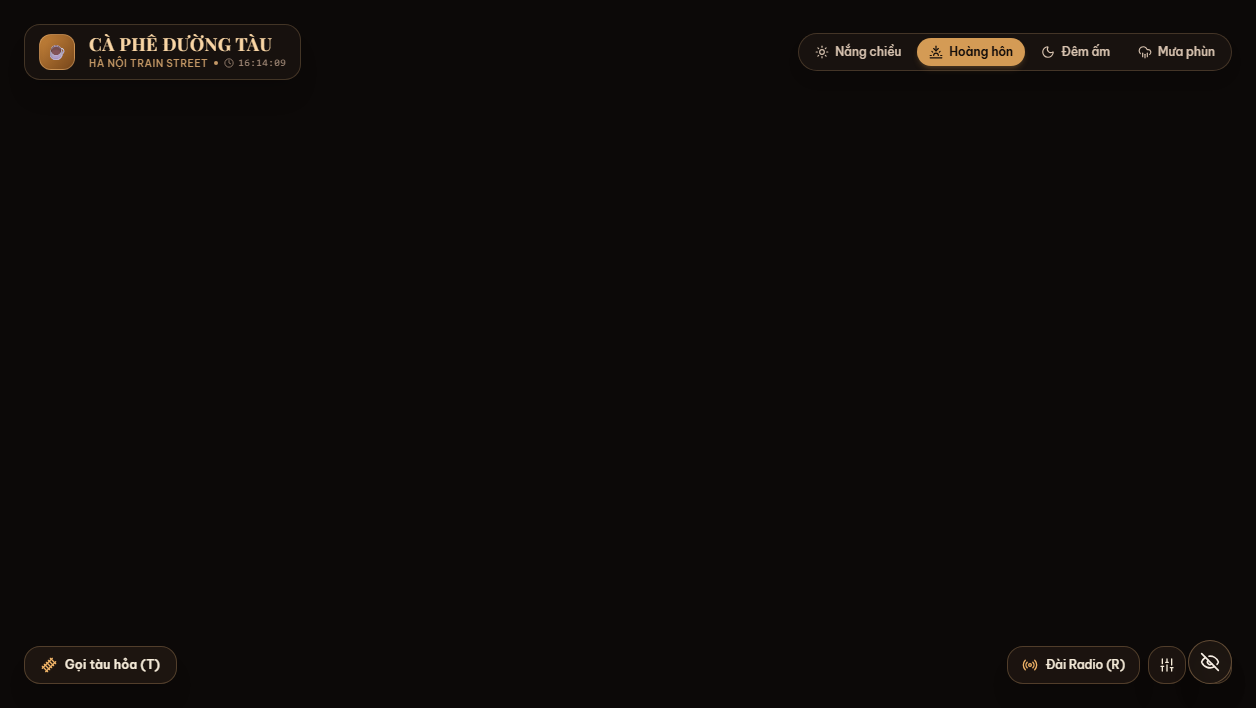 CÀ PHÊ ĐƯỜNG TÀU
HÀ NỘI TRAIN STREET • 16:14:09
Nắng chiều
Hoàng hôn
Đêm ấm
Mưa phùn
Gọi tàu hỏa (T)
Đài Radio (R)